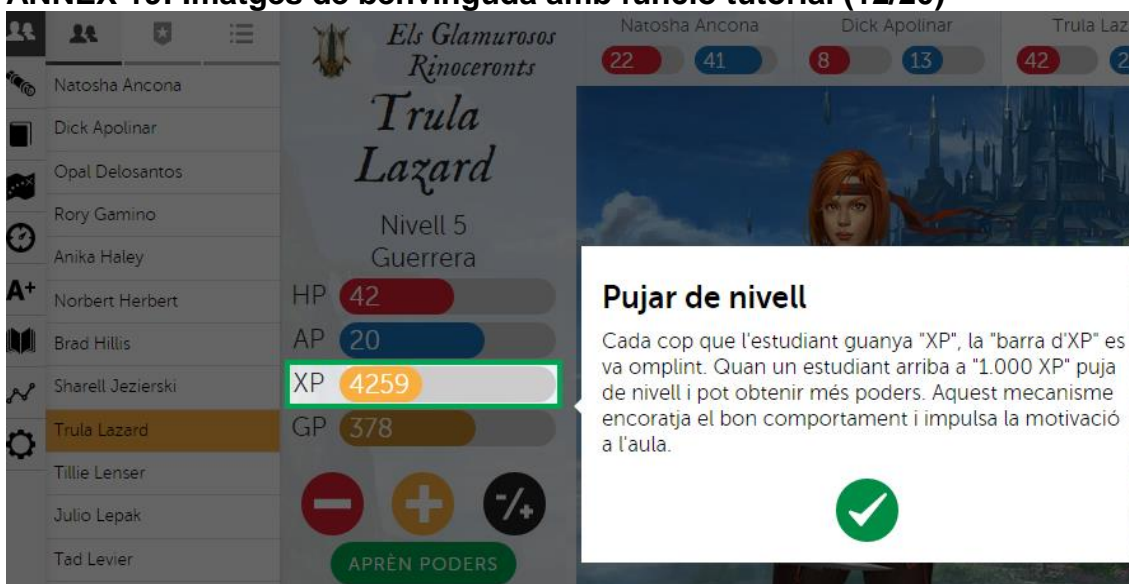 ANNEX 10: Imatges de benvinguda amb funció tutorial (12/20)
Natosha Ancona
Dick Apolinar
Opal Delosantos
Rory Gamino
Anika Haley
Norbert Herbert
Brad Hillis
Sharell Jezierski
Trula Lazard
Tillie Lenser
Julio Lepak
Tad Levier
A+
Els Glamurosos
Rinoceronts
Trula
Lazard
Nivell 5
Guerrera
HP 42
AP 20
XP 4259
GP 378
-/+
APRÈN PODERS
Natosha Ancona
22 41
Dick Apolinar
8 13
Trula Laz
42 2
Pujar de nivell
Cada cop que l'estudiant guanya "XP", la "barra d'XP" es
va omplint. Quan un estudiant arriba a "1.000 XP" puja
de nivell i pot obtenir més poders. Aquest mecanisme
encoratja el bon comportament i impulsa la motivació
a l'aula.